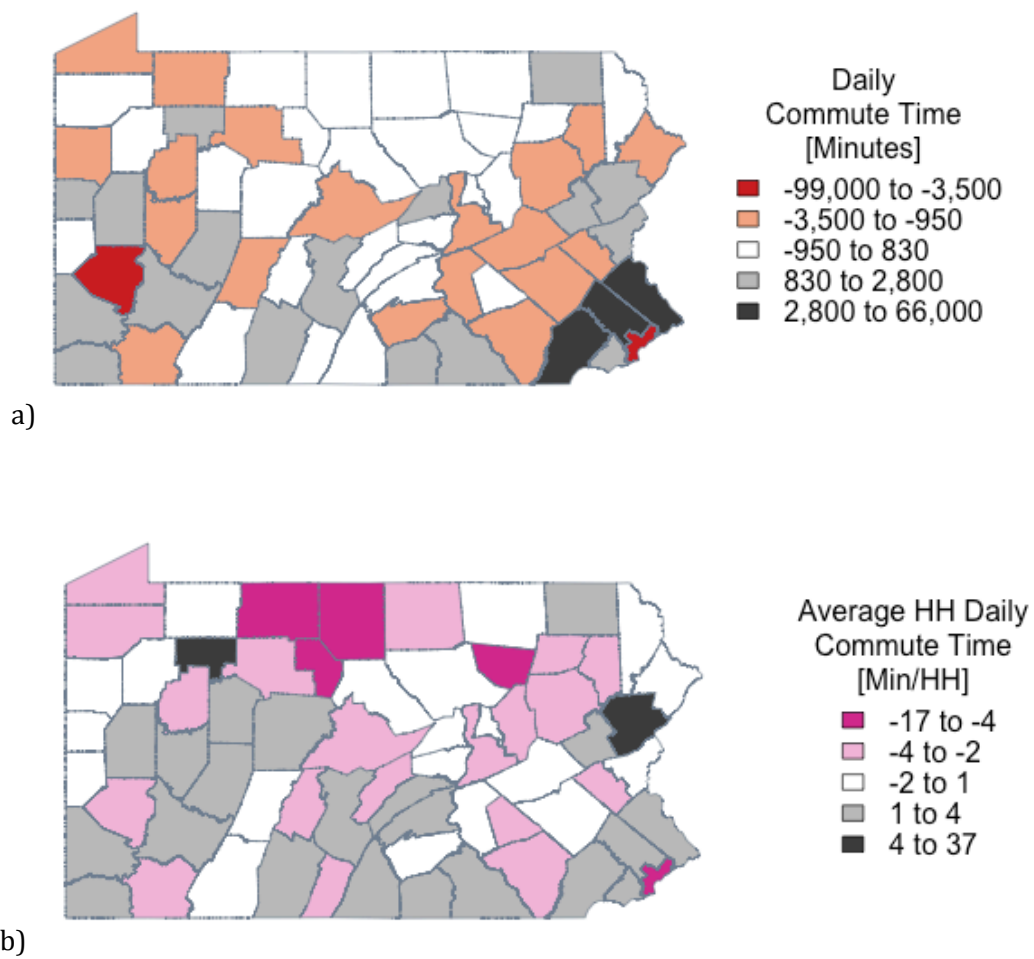 Daily
Commute Time
[Minutes]
-99,000 to -3,500
-3,500 to -950
-950 to 830
830 to 2,800
2,800 to 66,000
a)
Average HH Daily
Commute Time
[Min/HH]
-17 to -4
-4 to -2
-2 to 1
1 to 4
4 to 37
b)